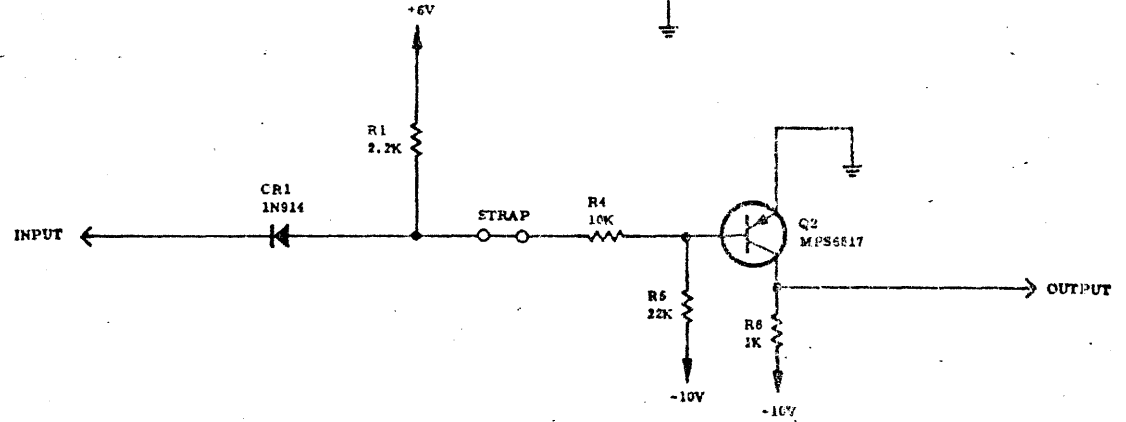 +6V
R1
2.2K
CR1
1N914
INPUT
STRAP
R4
10K
Q2
MPS6517
R5
22K
OUTPUT
R6
1K
-10V
-10V